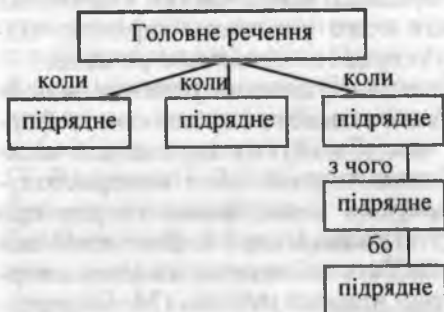 Головне речення
коли коли коли
підрядне підрядне підрядне
з чого
підрядне
бо
підрядне